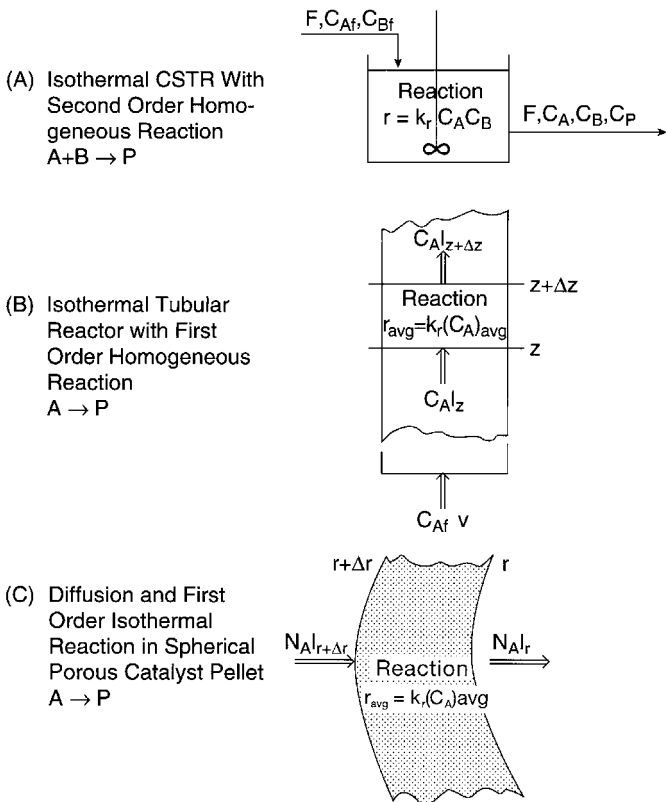 (A) Isothermal CSTR With
Second Order Homo-
geneous Reaction
A+B → P
F,C_Af,C_Bf
Reaction
r = k_r C_A C_B
F,C_A,C_B,C_P
(B) Isothermal Tubular
Reactor with First
Order Homogeneous
Reaction
A → P
C_A|_z+Δz
z+Δz
Reaction
r_avg=k_r(C_A)_avg
z
C_A|_z
C_Af v
(C) Diffusion and First
Order Isothermal
Reaction in Spherical
Porous Catalyst Pellet
A → P
r+Δr
r
N_A|_r+Δr
N_A|_r
Reaction
r_avg = k_r(C_A)avg